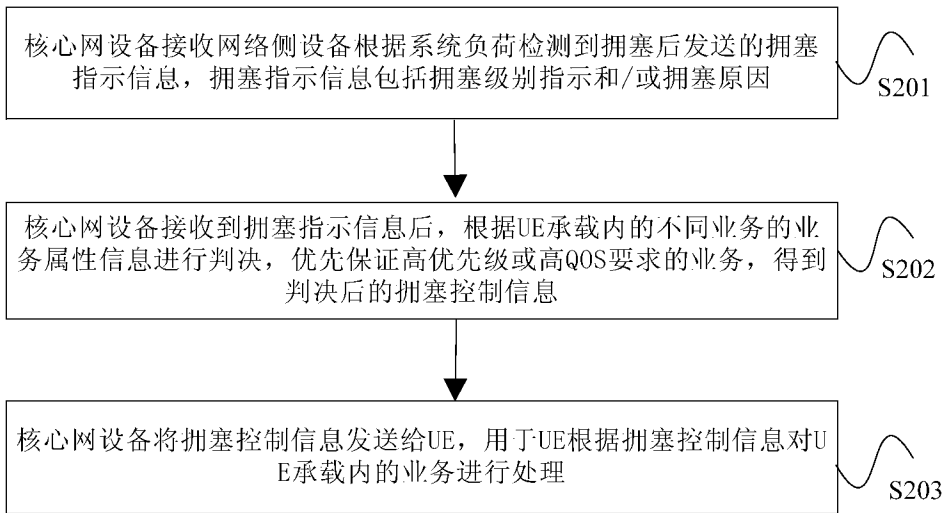 核心网设备接收网络侧设备根据系统负荷检测到拥塞后发送的拥塞
指示信息，拥塞指示信息包括拥塞级别指示和/或拥塞原因
S201
核心网设备接收到拥塞指示信息后，根据UE承载内的不同业务的业
务属性信息进行判决，优先保证高优先级或高QOS要求的业务，得到
判决后的拥塞控制信息
S202
核心网设备将拥塞控制信息发送给UE，用于UE根据拥塞控制信息对U
E承载内的业务进行处理
S203